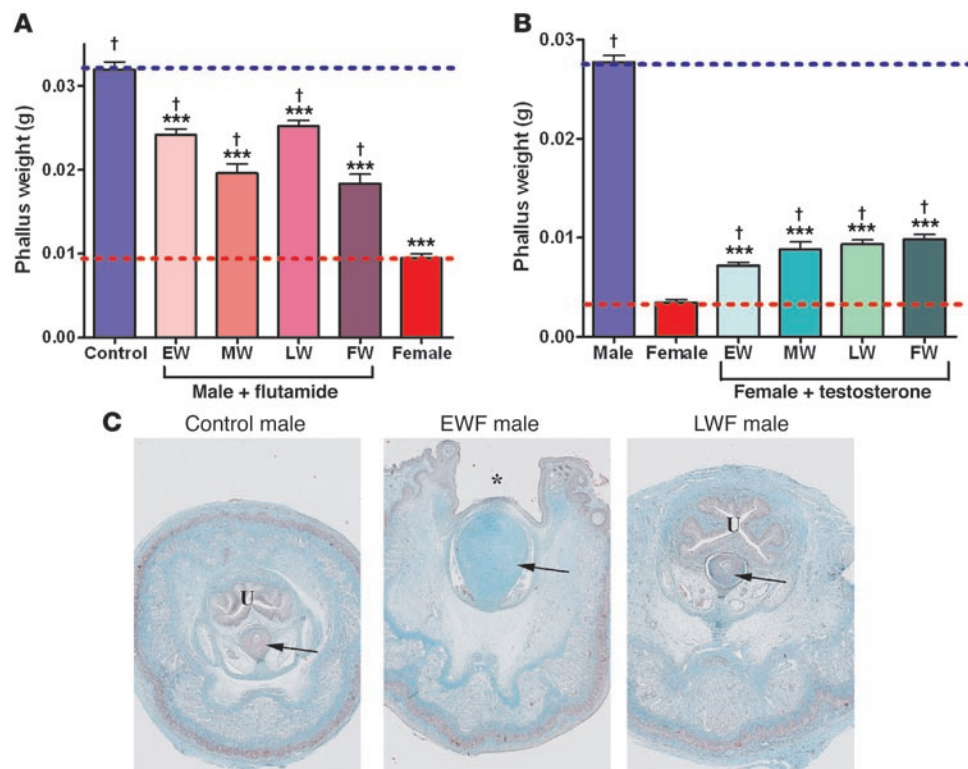 A
Phallus weight (g)
0.03
0.02
0.01
0.00
†
†
***
†
***
†
***
†
***
***
Control EW MW LW FW Female
Male + flutamide
B
Phallus weight (g)
0.03
0.02
0.01
0.00
†
†
***
†
***
†
***
†
***
Male Female EW MW LW FW
Female + testosterone
C
Control male EWF male LWF male
U * U